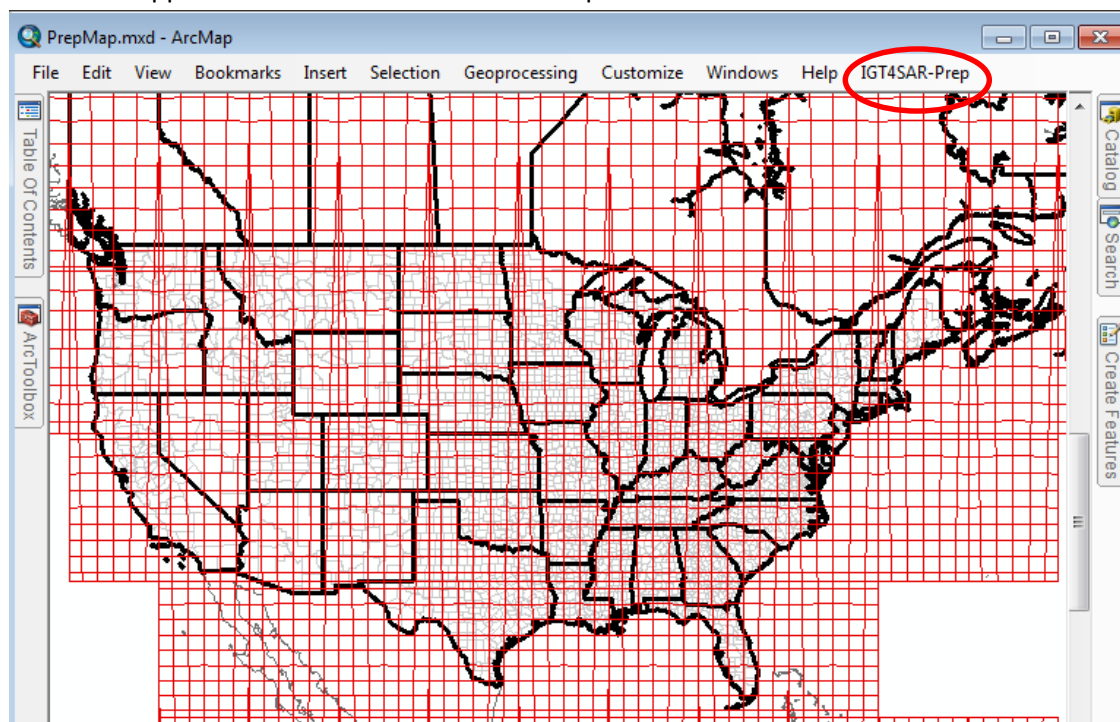 PrepMap.mxd - ArcMap
File Edit View Bookmarks Insert Selection Geoprocessing Customize Windows Help IGT4SAR-Prep
Table Of Contents
ArcToolbox
Catalog
Search
Create Features